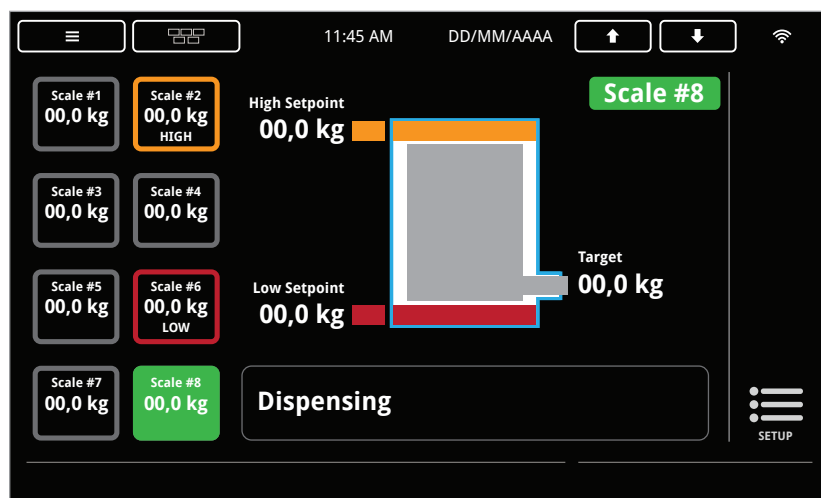 11:45 AM
DD/MM/AAAA
Scale #1
00,0 kg
Scale #2
00,0 kg
HIGH
Scale #3
00,0 kg
Scale #4
00,0 kg
Scale #5
00,0 kg
Scale #6
00,0 kg
LOW
Scale #7
00,0 kg
Scale #8
00,0 kg
High Setpoint
00,0 kg
Scale #8
Target
00,0 kg
Low Setpoint
00,0 kg
Dispensing
SETUP